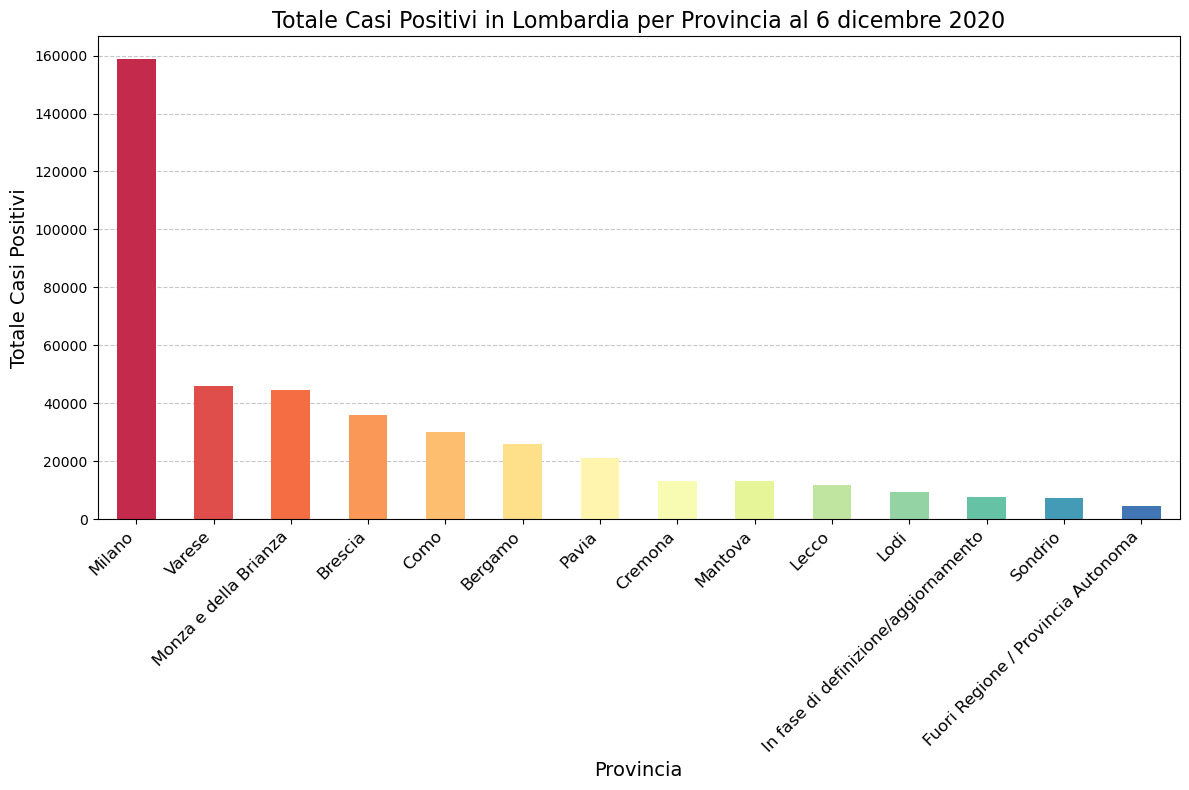 Totale Casi Positivi in Lombardia per Provincia al 6 dicembre 2020
Totale Casi Positivi
160000
140000
120000
100000
80000
60000
40000
20000
0
Milano
Varese
Monza e della Brianza
Brescia
Como
Bergamo
Pavia
Cremona
Mantova
Lecco
Lodi
In fase di definizione/aggiornamento
Sondrio
Fuori Regione / Provincia Autonoma
Provincia